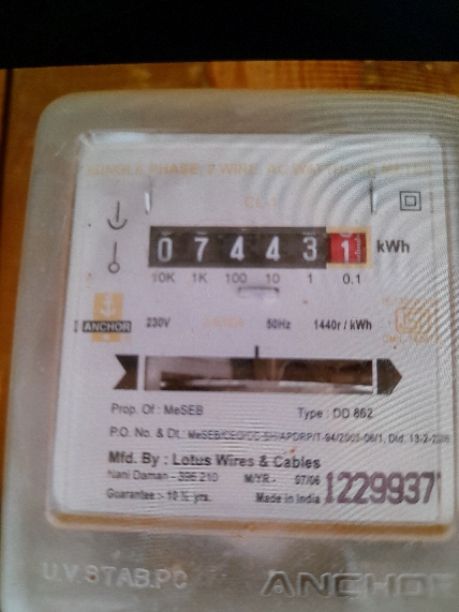 SINGLE PHASE 2 WIRE AC WATTHOUR METER
CL-1
0 7 4 4 3 1 kWh
10K 1K 100 10 1 0.1
ANCHOR 230V 50Hz 1440r / kWh
Prop. Of : MeSEB Type : DD 862
P.O. No. & Dt.
Mfd. By : Lotus Wires & Cables
Nani Daman - 396 210 M/YR.- 07/06
Guarantee :- 10 ½ yrs. Made in India 12299371
U.V.STAB.PC ANCHOR